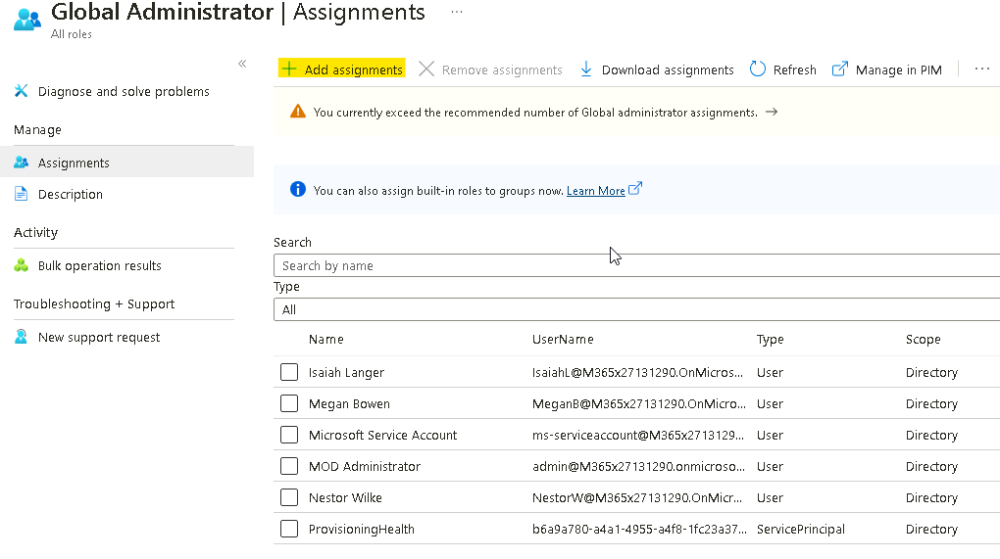 Global Administrator | Assignments ...
All roles
«
Diagnose and solve problems
Manage
Assignments
Description
Activity
Bulk operation results
Troubleshooting + Support
New support request
Add assignments Remove assignments Download assignments Refresh Manage in PIM ...
You currently exceed the recommended number of Global administrator assignments. →
You can also assign built-in roles to groups now. Learn More
Search
Search by name
Type
All
Name UserName Type Scope
Isaiah Langer IsaiahL@M365x27131290.OnMicros... User Directory
Megan Bowen MeganB@M365x27131290.OnMicro... User Directory
Microsoft Service Account ms-serviceaccount@M365x2713129... User Directory
MOD Administrator admin@M365x27131290.onmicroso... User Directory
Nestor Wilke NestorW@M365x27131290.OnMicr... User Directory
ProvisioningHealth b6a9a780-a4a1-4955-a4f8-1fc23a37... ServicePrincipal Directory